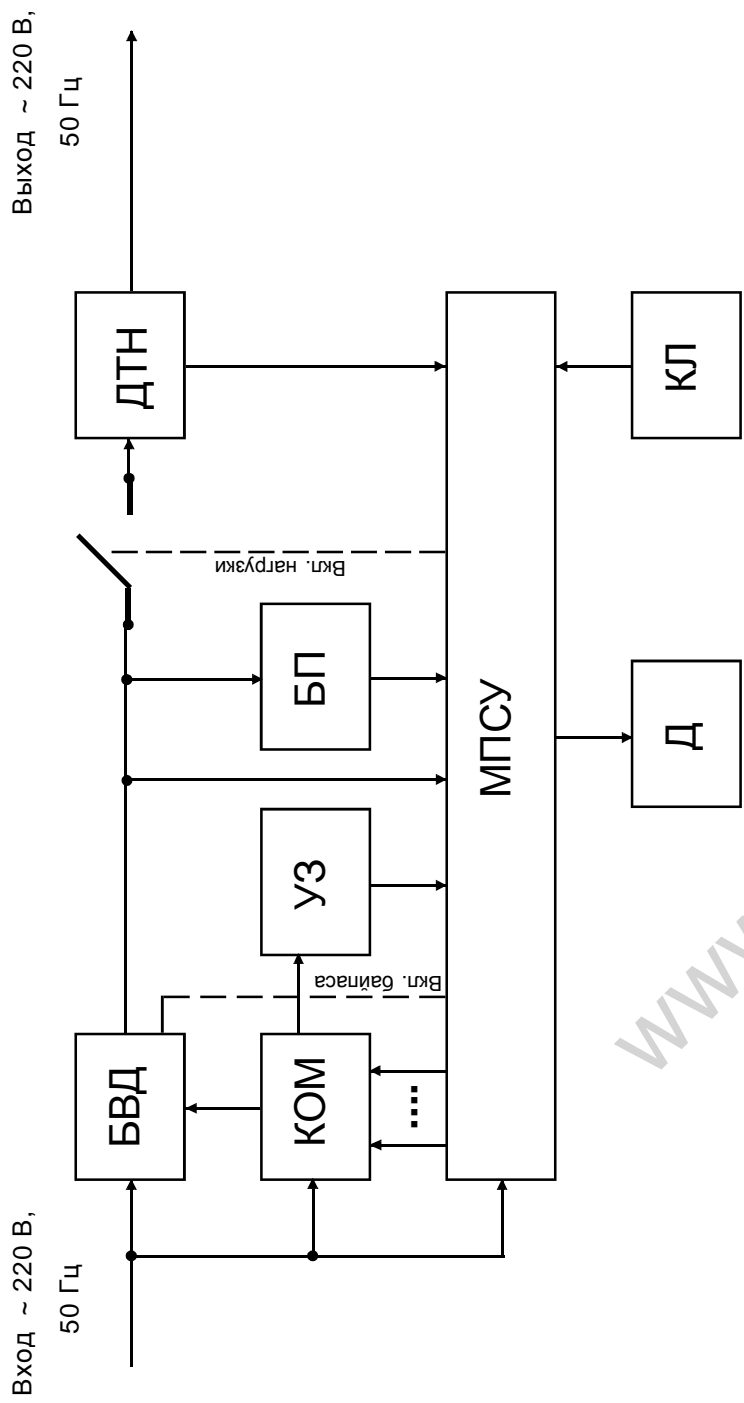 Вход ~ 220 В,
50 Гц
Выход ~ 220 В,
50 Гц
БВД
ДТН
КОМ
УЗ
БП
Вкл. байпаса
Вкл. нагрузки
....
МПСУ
Д
КЛ
www